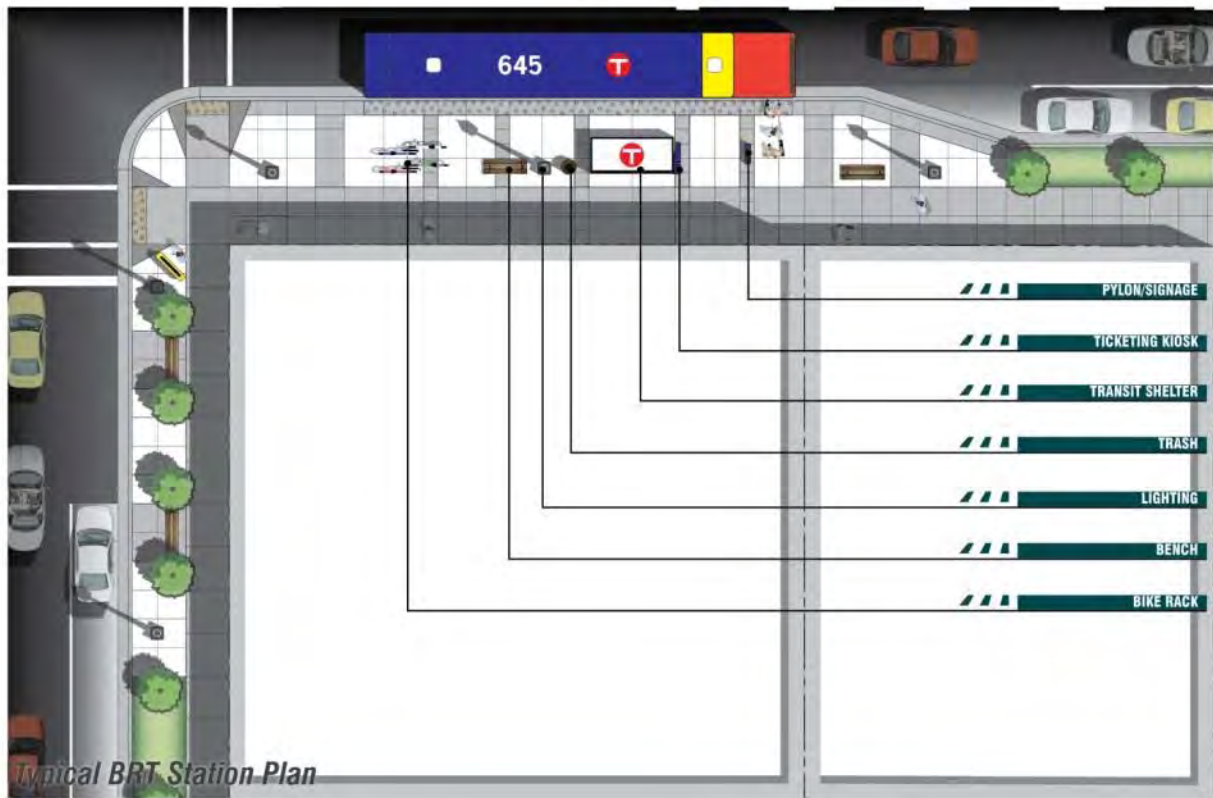 645
T
T
PYLON/SIGNAGE
TICKETING KIOSK
TRANSIT SHELTER
TRASH
LIGHTING
BENCH
BIKE RACK
Typical BRT Station Plan